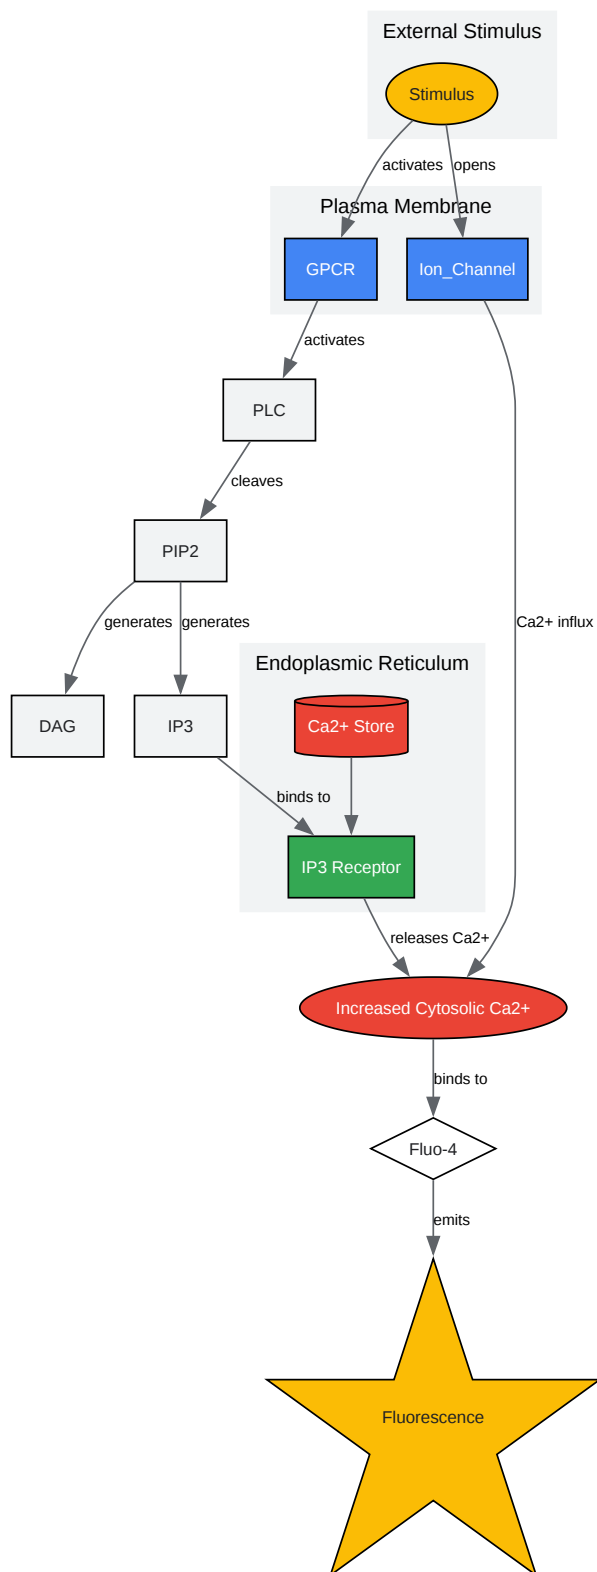 External Stimulus
Stimulus
activates
opens
Plasma Membrane
GPCR
Ion_Channel
activates
PLC
cleaves
PIP2
generates
generates
Ca2+ influx
Endoplasmic Reticulum
DAG
IP3
Ca2+ Store
binds to
IP3 Receptor
releases Ca2+
Increased Cytosolic Ca2+
binds to
Fluo-4
emits
Fluorescence